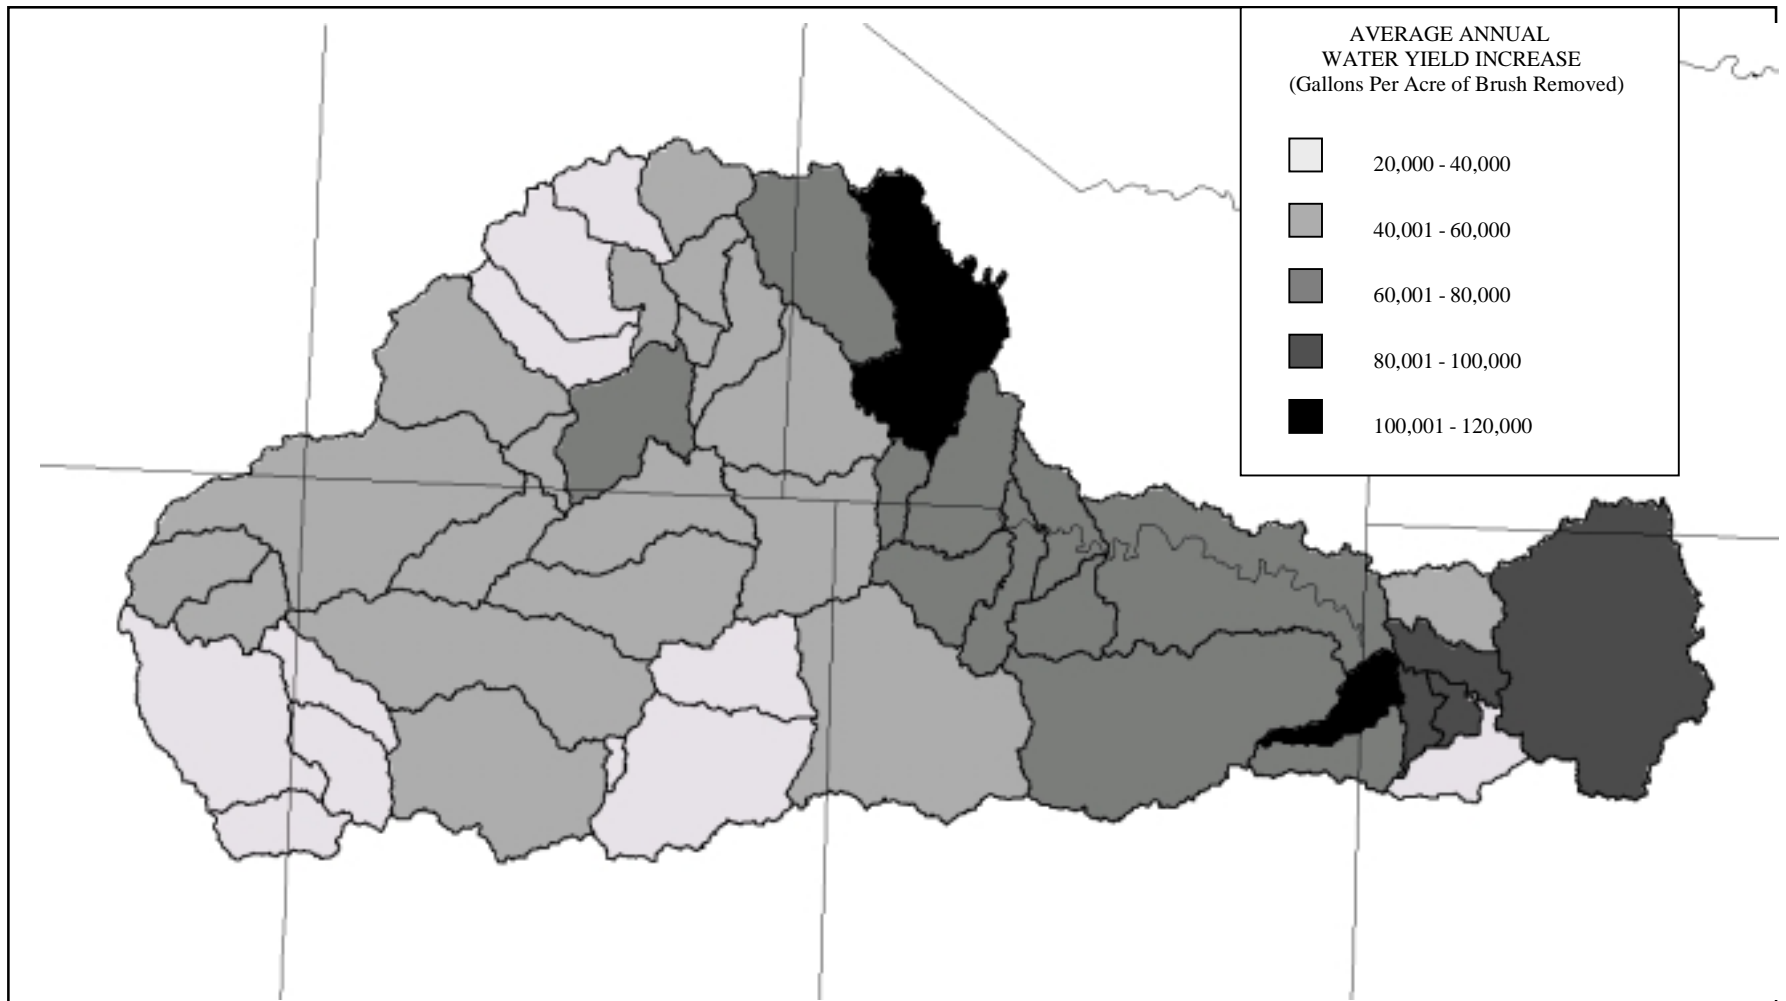 AVERAGE ANNUAL
WATER YIELD INCREASE
(Gallons Per Acre of Brush Removed)
20,000 - 40,000
40,001 - 60,000
60,001 - 80,000
80,001 - 100,000
100,001 - 120,000